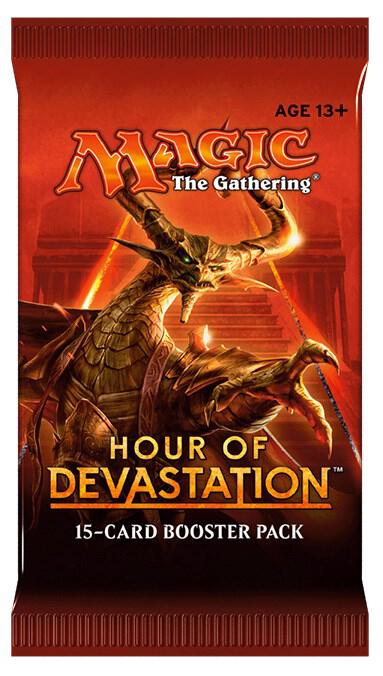 AGE 13+
MAGIC
The Gathering®
HOUR OF
DEVASTATION™
15-CARD BOOSTER PACK